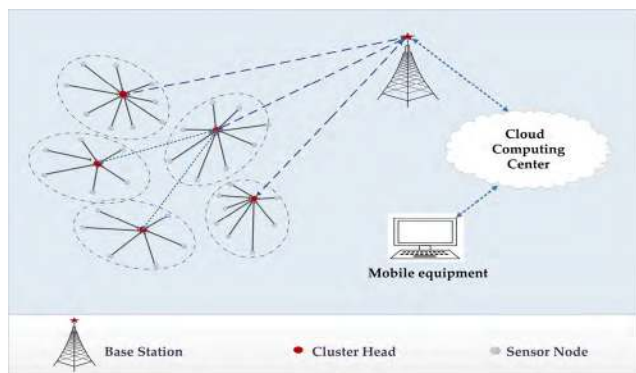 Cloud
Computing
Center
Mobile equipment
Base Station
Cluster Head
Sensor Node